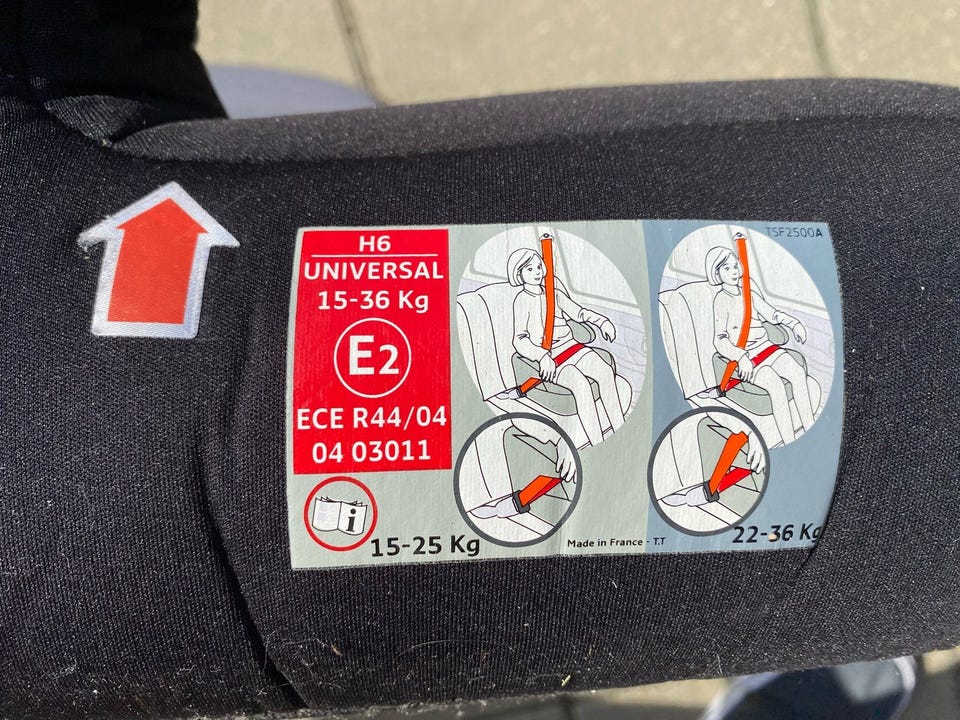 H6
UNIVERSAL
15-36 Kg
E2
ECE R44/04
04 03011
i
15-25 Kg
Made in France - T.T
TSF2500A
22-36 Kg